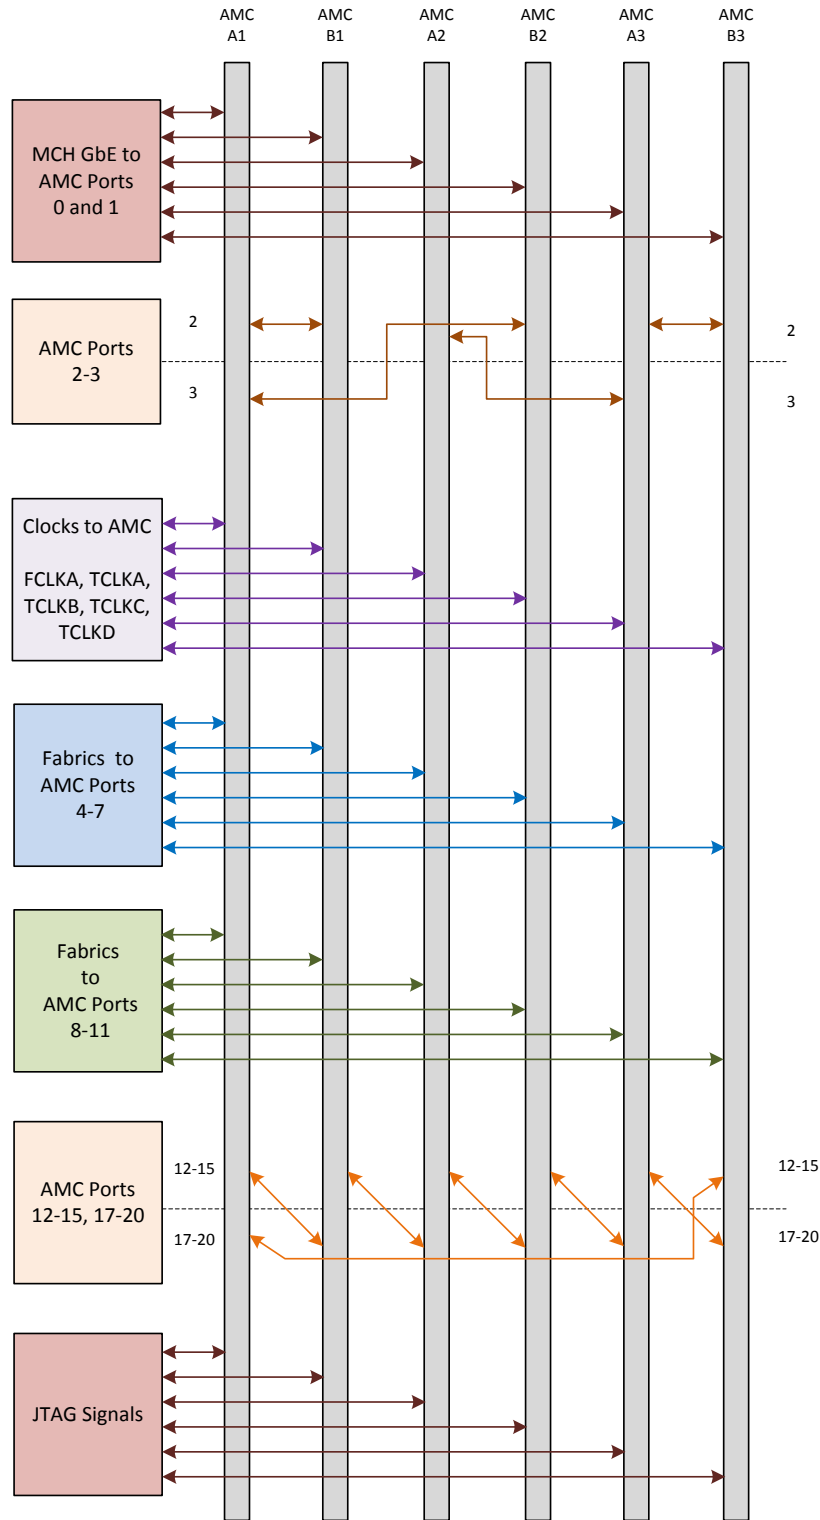 AMC
A1
AMC
B1
AMC
A2
AMC
B2
AMC
A3
AMC
B3
MCH GbE to
AMC Ports
0 and 1
AMC Ports
2-3
2
3
2
3
Clocks to AMC
FCLKA, TCLKA,
TCLKB, TCLKC,
TCLKD
Fabrics to
AMC Ports
4-7
Fabrics
to
AMC Ports
8-11
AMC Ports
12-15, 17-20
12-15
17-20
12-15
17-20
JTAG Signals